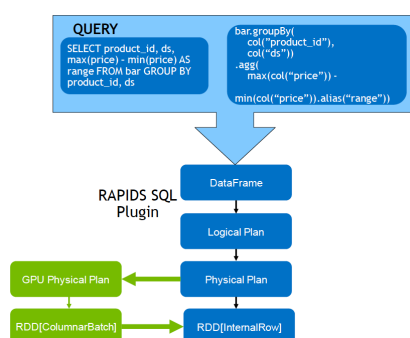 QUERY
SELECT product_id, ds,
max(price) - min(price) AS
range FROM bar GROUP BY
product_id, ds
bar.groupBy(
col("product_id"),
col("ds"))
.agg(
max(col("price")) -
min(col("price")).alias("range"))
DataFrame
RAPIDS SQL
Plugin
Logical Plan
GPU Physical Plan
Physical Plan
RDD[ColumnarBatch]
RDD[InternalRow]